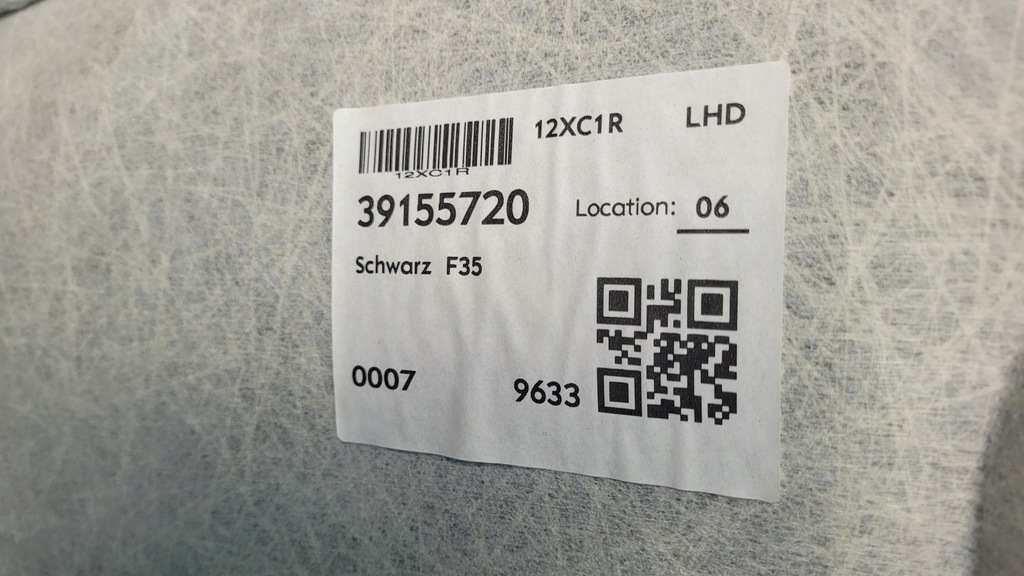 12XC1R LHD
12XC1R
39155720 Location: 06
Schwarz F35
0007 9633